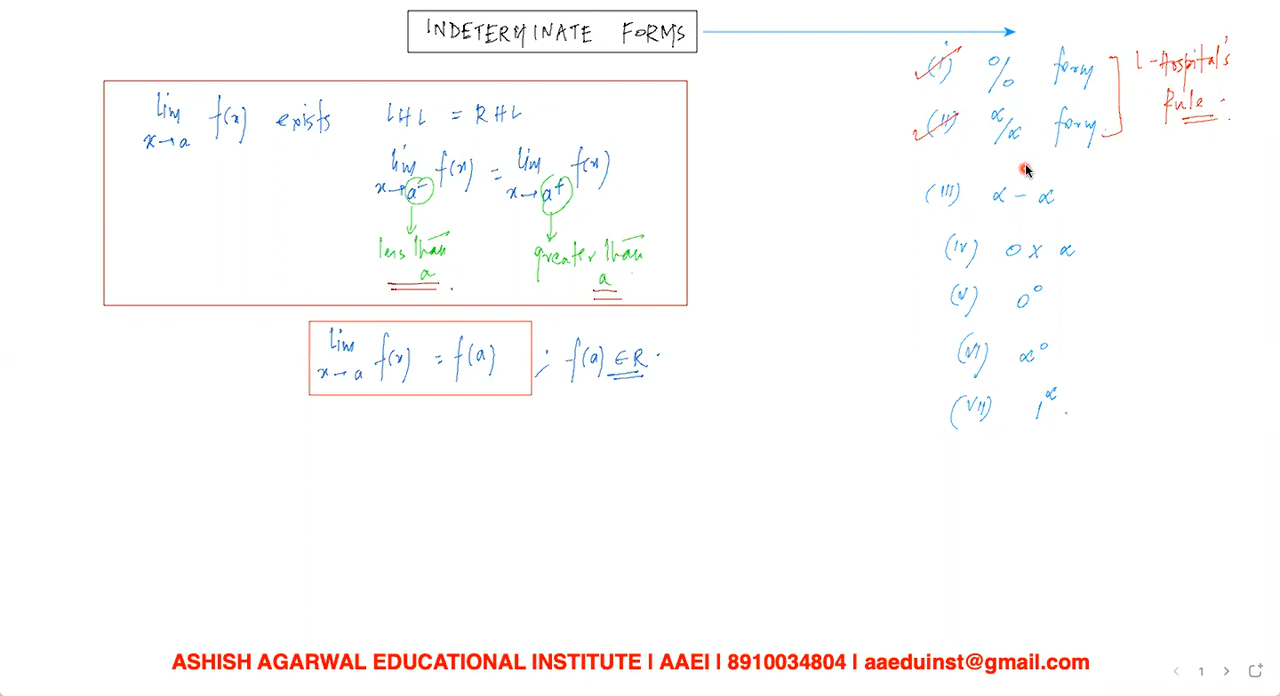 INDETERMINATE FORMS
lim x→a f(x) exists LHL = RHL
lim x→a⁻ f(x) = lim x→a⁺ f(x)
less than a
greater than a
lim x→a f(x) = f(a) ; f(a) ∈ R.
(i) 0/0 form
(ii) ∝/∝ form
L-Hospital's Rule.
(iii) ∝ - ∝
(iv) 0 x ∝
(v) 0⁰
(vi) ∝⁰
(vii) 1^∝.
ASHISH AGARWAL EDUCATIONAL INSTITUTE | AAEI | 8910034804 | aaeduinst@gmail.com
1